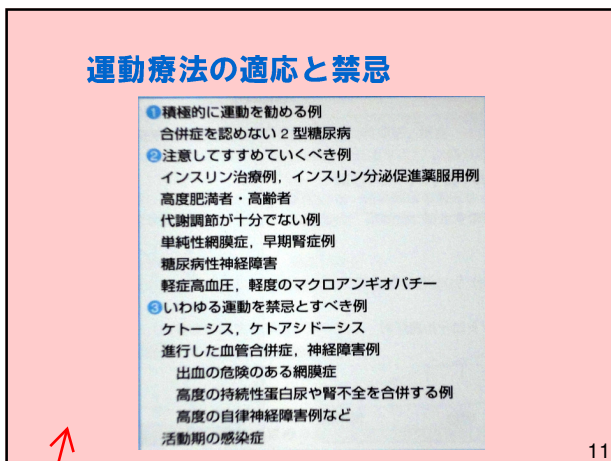 運動療法の適応と禁忌
❶積極的に運動を勧める例
合併症を認めない2型糖尿病
❷注意してすすめていくべき例
インスリン治療例，インスリン分泌促進薬服用例
高度肥満者・高齢者
代謝調節が十分でない例
単純性網膜症，早期腎症例
糖尿病性神経障害
軽症高血圧，軽度のマクロアンギオパチー
❸いわゆる運動を禁忌とすべき例
ケトーシス，ケトアシドーシス
進行した血管合併症，神経障害例
出血の危険のある網膜症
高度の持続性蛋白尿や腎不全を合併する例
高度の自律神経障害例など
活動期の感染症
11